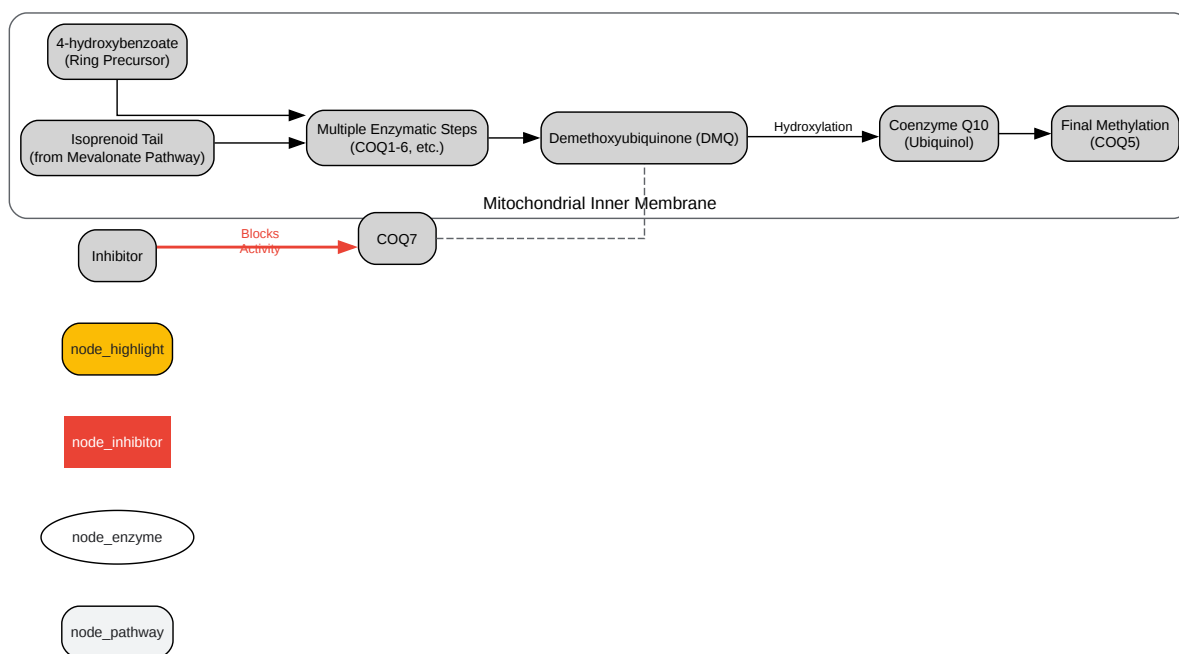 4-hydroxybenzoate
(Ring Precursor)
Isoprenoid Tail
(from Mevalonate Pathway)
Multiple Enzymatic Steps
(COQ1-6, etc.)
Demethoxyubiquinone (DMQ)
Hydroxylation
Coenzyme Q10
(Ubiquinol)
Final Methylation
(COQ5)
Mitochondrial Inner Membrane
Inhibitor
Blocks
Activity
COQ7
node_highlight
node_inhibitor
node_enzyme
node_pathway